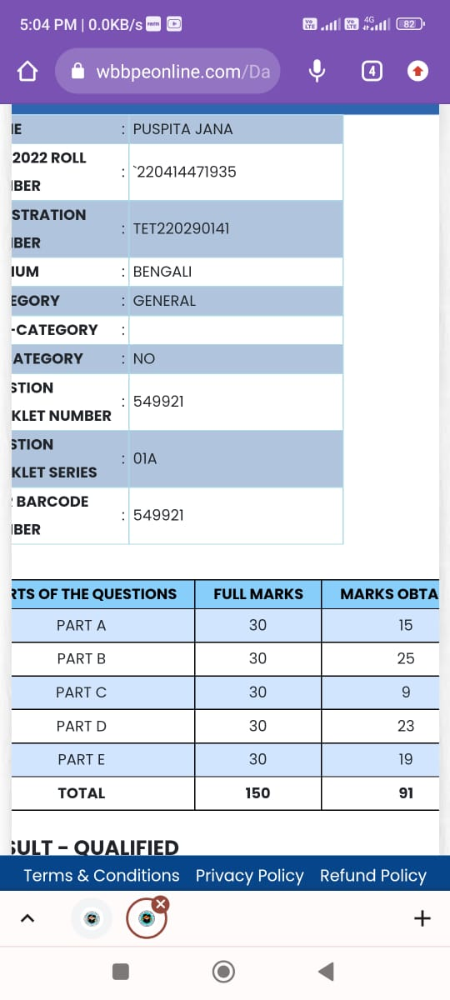 5:04 PM | 0.0KB/s
4G
82
wbbpeonline.com/Da
4
IE : PUSPITA JANA
2022 ROLL
IBER
: `220414471935
STRATION
IBER
: TET220290141
IUM : BENGALI
EGORY : GENERAL
-CATEGORY :
ATEGORY : NO
STION
KLET NUMBER
: 549921
STION
KLET SERIES
: 01A
BARCODE
IBER
: 549921
RTS OF THE QUESTIONS FULL MARKS MARKS OBTA
PART A 30 15
PART B 30 25
PART C 30 9
PART D 30 23
PART E 30 19
TOTAL 150 91
SULT - QUALIFIED
Terms & Conditions Privacy Policy Refund Policy